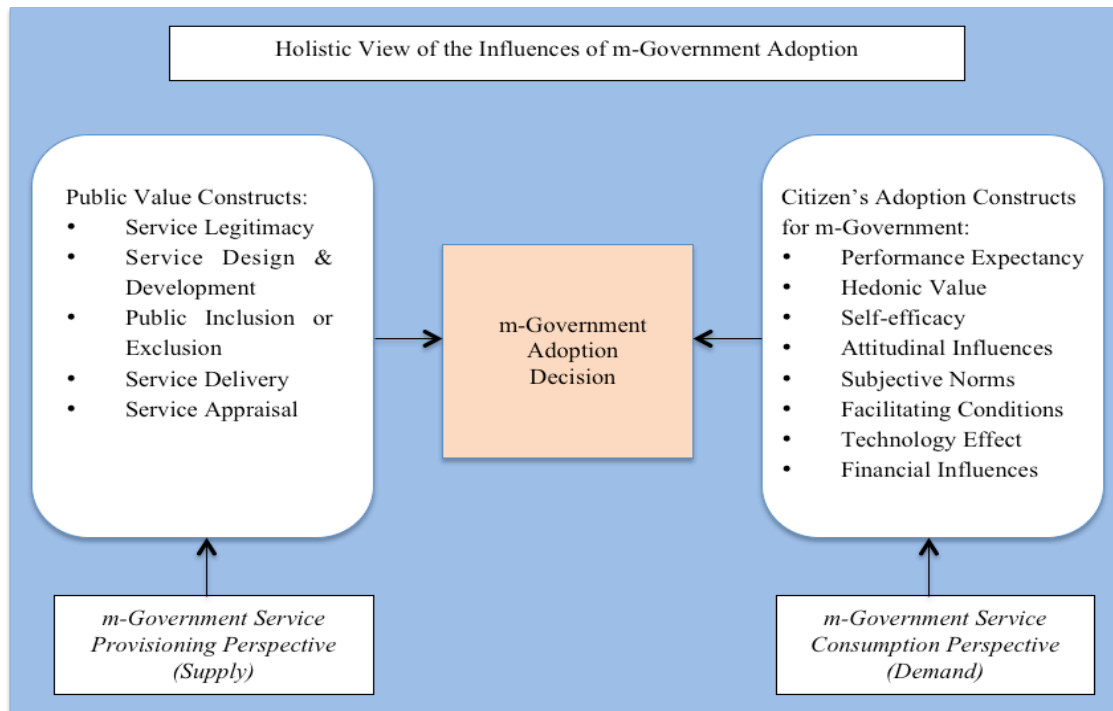 Holistic View of the Influences of m-Government Adoption
Public Value Constructs:
• Service Legitimacy
• Service Design &
Development
• Public Inclusion or
Exclusion
• Service Delivery
• Service Appraisal
m-Government
Adoption
Decision
Citizen’s Adoption Constructs
for m-Government:
• Performance Expectancy
• Hedonic Value
• Self-efficacy
• Attitudinal Influences
• Subjective Norms
• Facilitating Conditions
• Technology Effect
• Financial Influences
m-Government Service
Provisioning Perspective
(Supply)
m-Government Service
Consumption Perspective
(Demand)